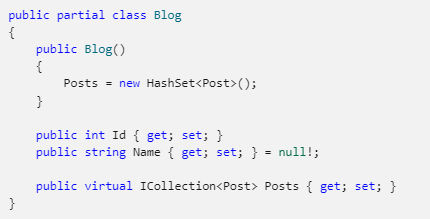 public partial class Blog
{
    public Blog()
    {
        Posts = new HashSet<Post>();
    }

    public int Id { get; set; }
    public string Name { get; set; } = null!;

    public virtual ICollection<Post> Posts { get; set; }
}